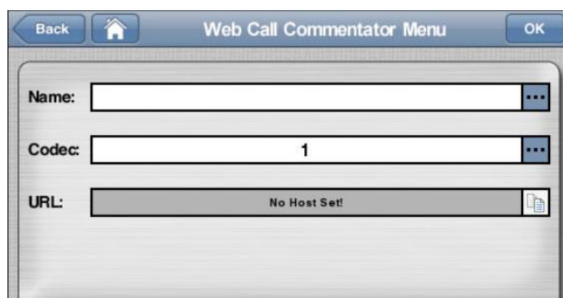 Back Web Call Commentator Menu OK
Name: ...
Codec: 1 ...
URL: No Host Set!